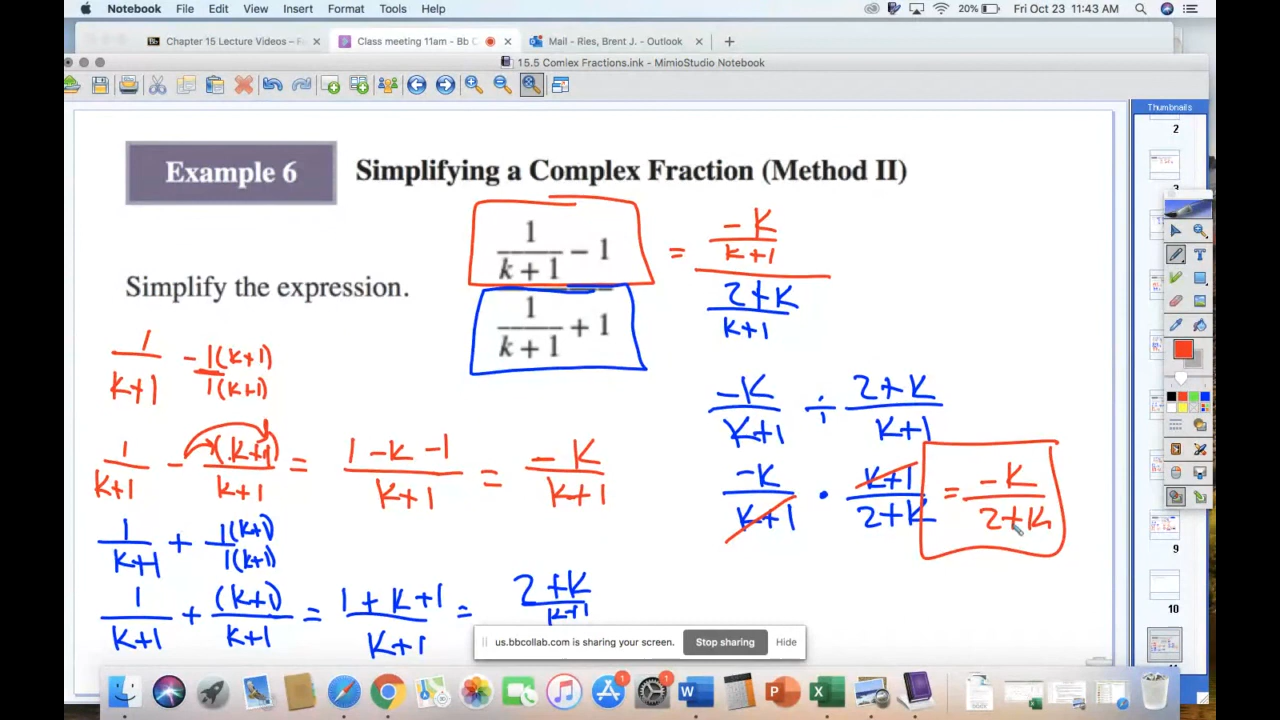 Notebook File Edit View Insert Format Tools Help 20% Fri Oct 23 11:43 AM
Bb Chapter 15 Lecture Videos – F × Class meeting 11am - Bb C × Mail - Ries, Brent J. - Outlook × +
15.5 Comlex Fractions.ink - MimioStudio Notebook
Thumbnails
2
3
9
10
Example 6 Simplifying a Complex Fraction (Method II)
Simplify the expression.
1
k + 1 − 1
1
k + 1 + 1
= -K
k+1
2+K
k+1
1
k+1
- 1(k+1)
1(k+1)
1
k+1
- (k+1)
k+1
= 1-k-1
k+1
= -K
k+1
1
k+1
+ 1(k+1)
1(k+1)
1
k+1
+ (k+1)
k+1
= 1+k+1
k+1
= 2+K
k+1
-K
k+1
÷ 2+K
k+1
-K
k+1
· k+1
2+K
= -K
2+K
us.bbcollab.com is sharing your screen. Stop sharing Hide